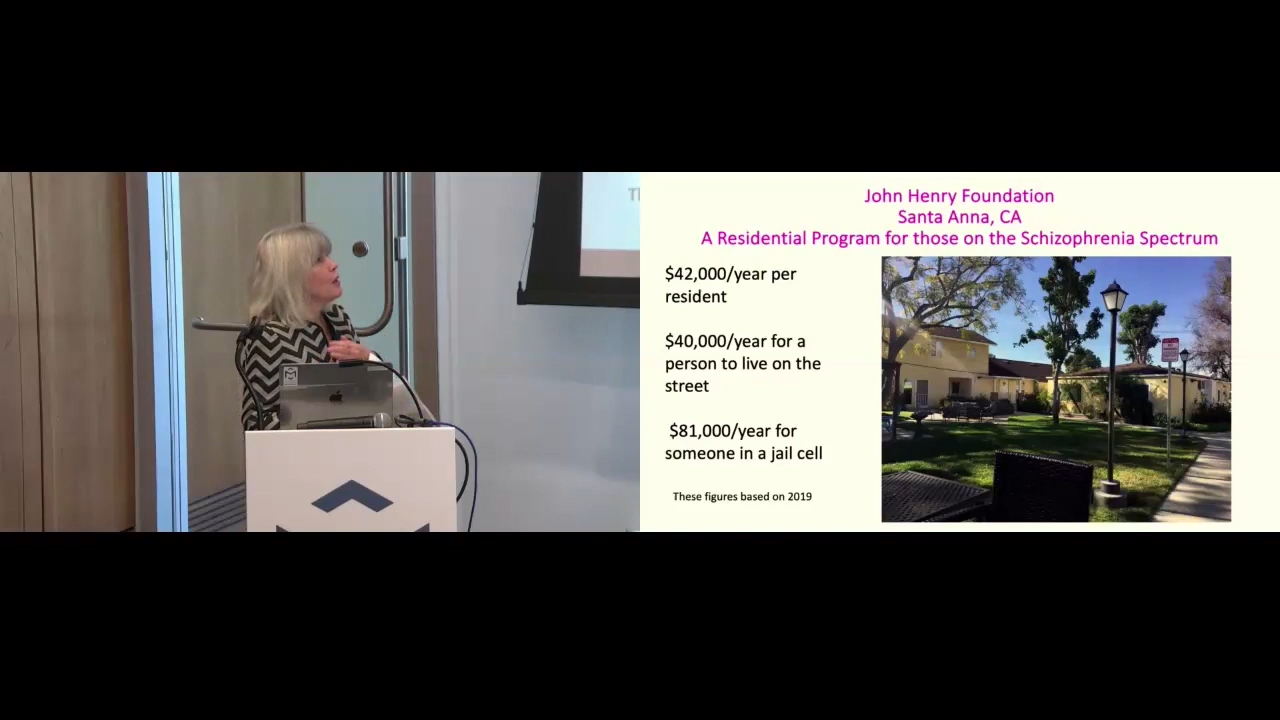 John Henry Foundation
Santa Anna, CA
A Residential Program for those on the Schizophrenia Spectrum
$42,000/year per
resident
$40,000/year for a
person to live on the
street
$81,000/year for
someone in a jail cell
These figures based on 2019